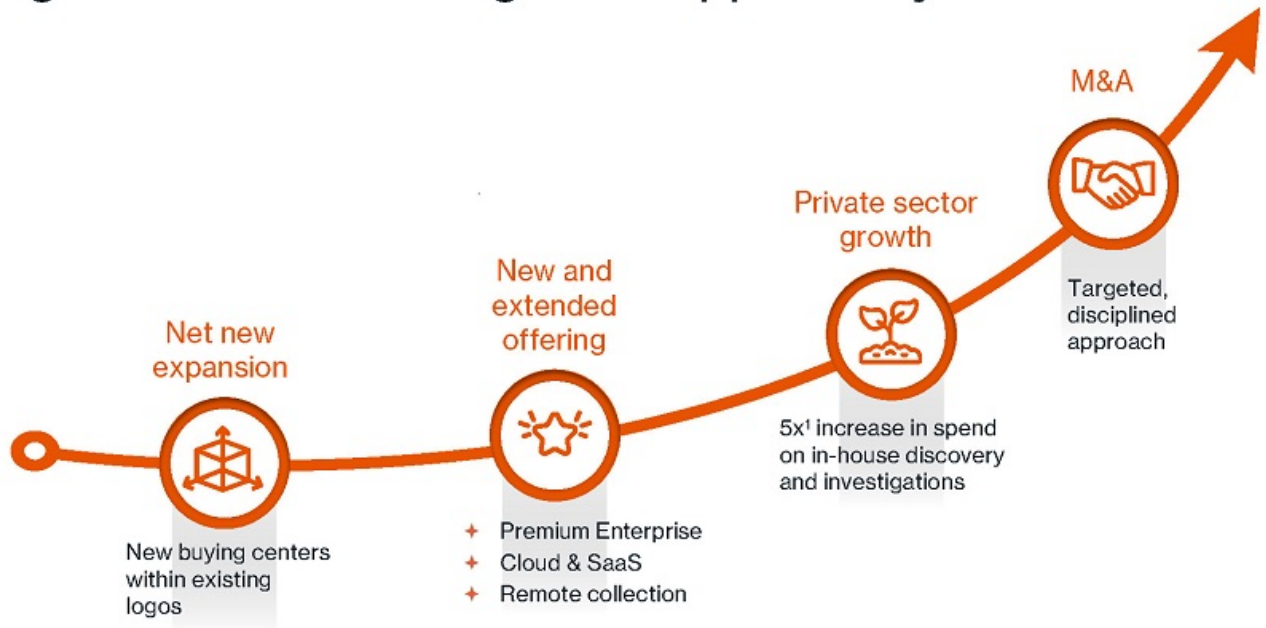 Net new
expansion
New buying centers
within existing
logos
New and
extended
offering
Premium Enterprise
Cloud & SaaS
Remote collection
Private sector
growth
5x¹ increase in spend
on in-house discovery
and investigations
M&A
Targeted,
disciplined
approach